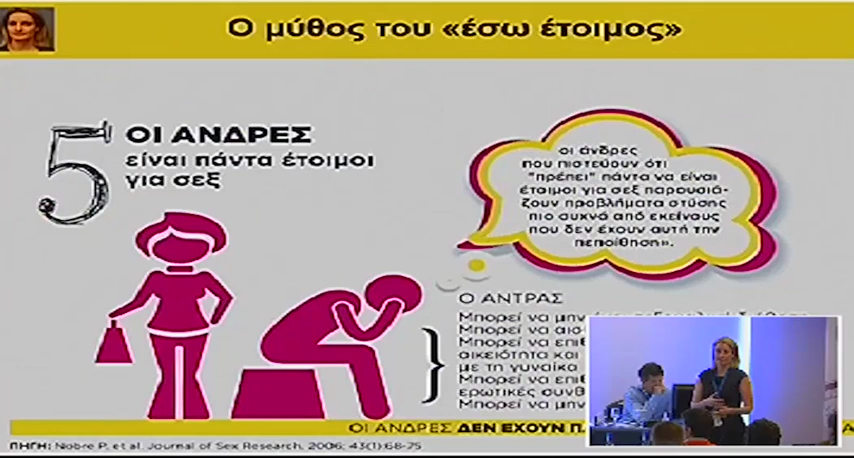 Ο μύθος του «έσω έτοιμος»
5
ΟΙ ΑΝΔΡΕΣ
είναι πάντα έτοιμοι
για σεξ
οι άνδρες
που πιστεύουν ότι
"πρέπει" πάντα να είναι
έτοιμοι για σεξ παρουσιά-
ζουν προβλήματα στύσης
πιο συχνά από εκείνους
που δεν έχουν αυτή την
πεποίθηση».
Ο ΑΝΤΡΑΣ
Μπορεί να μην
Μπορεί να
Μπορεί να
οικειότητα και
με τη γυναίκα
Μπορεί να
ερωτικές
Μπορεί να μην
ΟΙ ΑΝΔΡΕΣ ΔΕΝ ΕΧΟΥΝ
ΠΗΓΗ: Nobre P, et al. Journal of Sex Research, 2006; 43(1):68-75